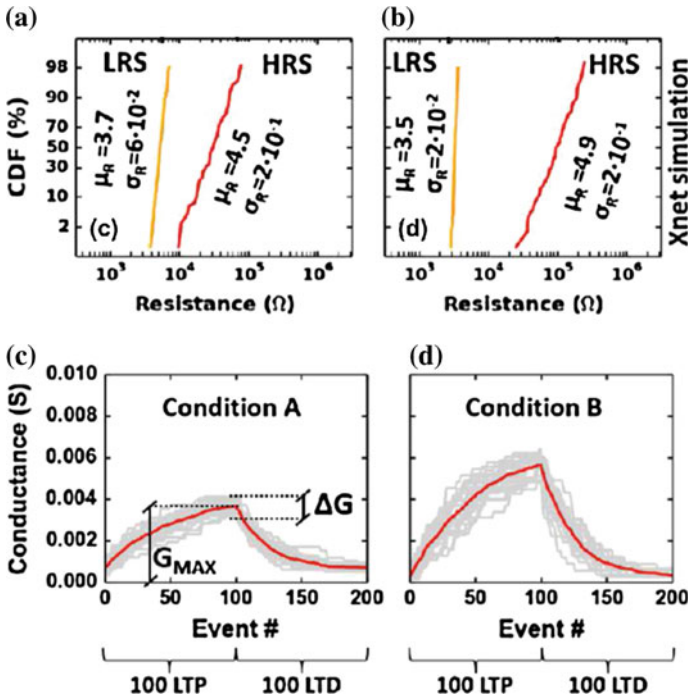 (a)
LRS
HRS
μR =3.7
σR=6·10-2
μR =4.5
σR=2·10-1
(c)
98
90
70
50
30
10
2
CDF (%)
10³ 10⁴ 10⁵ 10⁶
Resistance (Ω)
(b)
LRS
HRS
μR =3.5
σR=2·10-2
μR =4.9
σR=2·10-1
(d)
10³ 10⁴ 10⁵ 10⁶
Resistance (Ω)
Xnet simulation
(c)
Condition A
ΔG
GMAX
0.010
0.008
0.006
0.004
0.002
0.000
Conductance (S)
0 50 100 150 200
Event #
100 LTP 100 LTD
(d)
Condition B
0 50 100 150 200
Event #
100 LTP 100 LTD